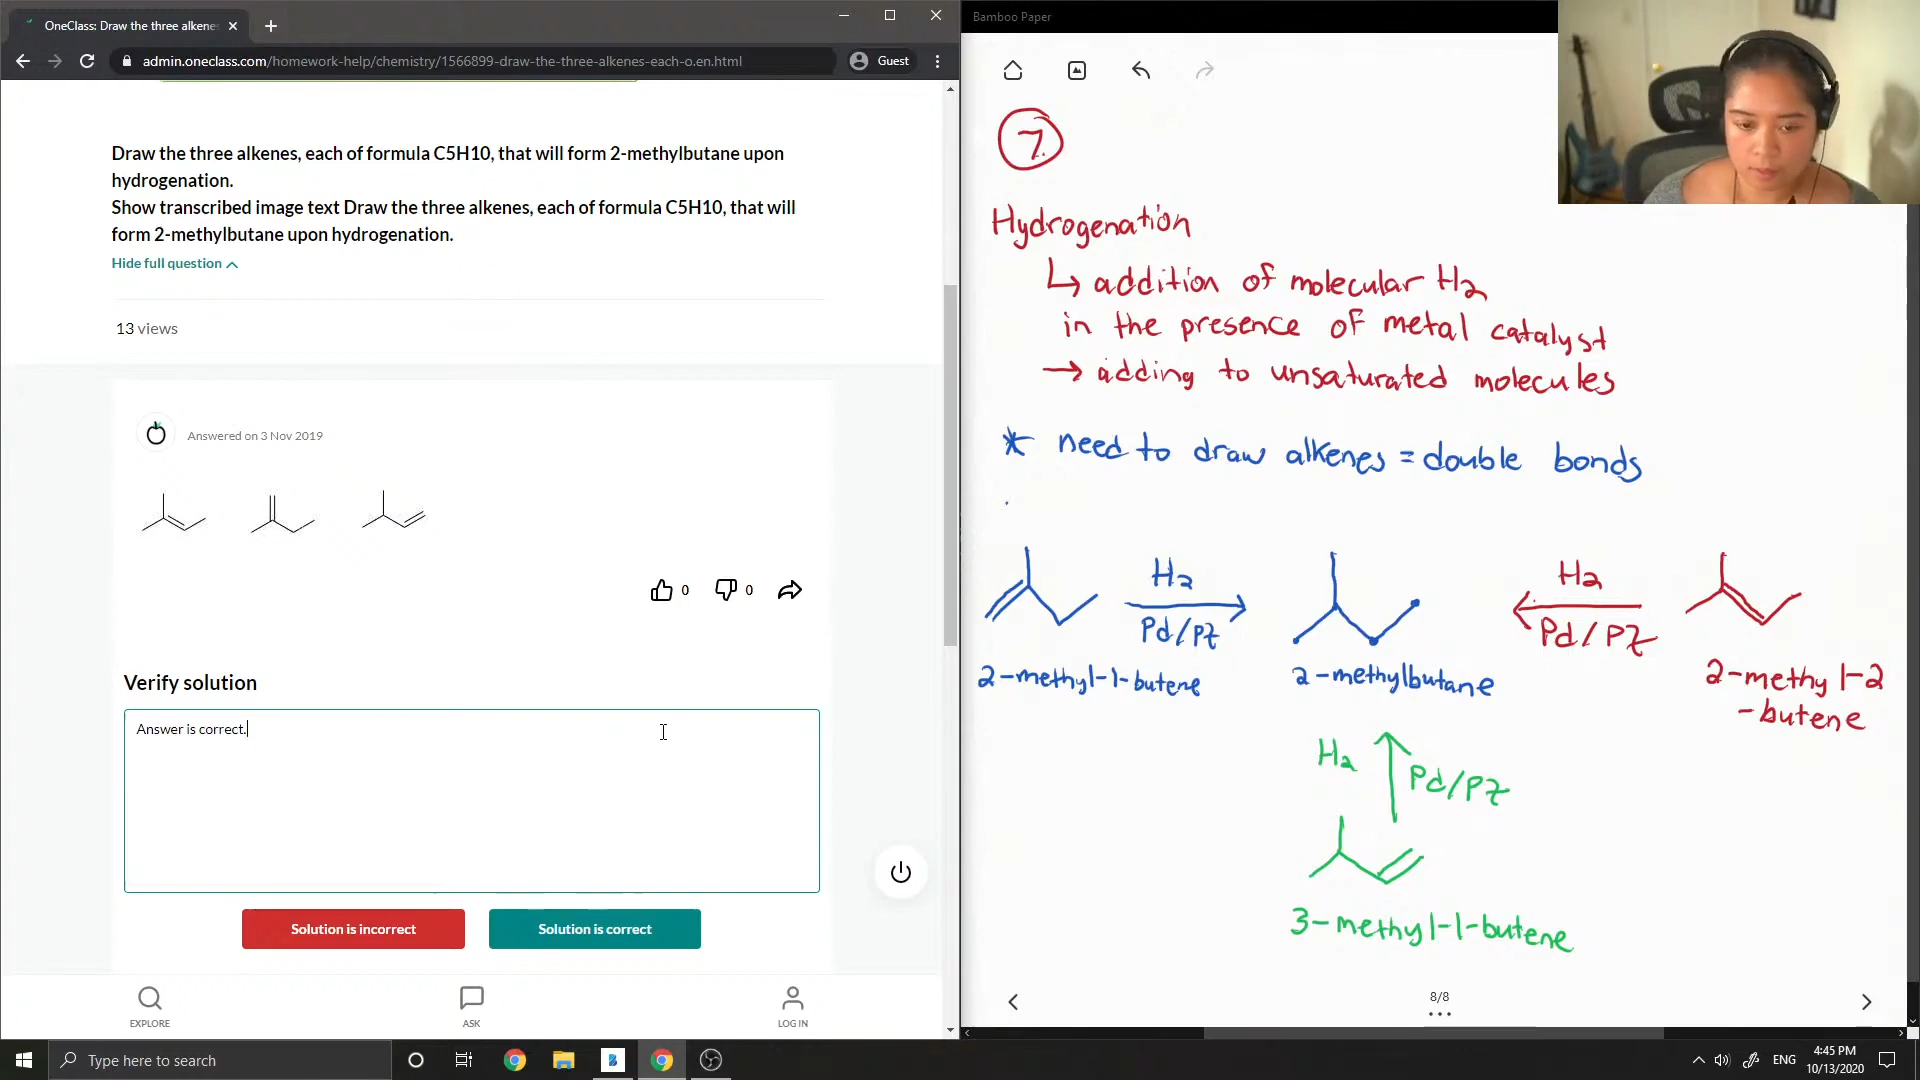 OneClass: Draw the three alkene
admin.oneclass.com/homework-help/chemistry/1566899-draw-the-three-alkenes-each-o.en.html
Guest
Draw the three alkenes, each of formula C5H10, that will form 2-methylbutane upon
hydrogenation.
Show transcribed image text Draw the three alkenes, each of formula C5H10, that will
form 2-methylbutane upon hydrogenation.
Hide full question
13 views
Answered on 3 Nov 2019
0
0
Verify solution
Answer is correct.
Solution is incorrect
Solution is correct
EXPLORE
ASK
LOG IN
Bamboo Paper
7.
Hydrogenation
↳ addition of molecular H2
in the presence of metal catalyst
→ adding to unsaturated molecules
* need to draw alkenes = double bonds
H2
Pd/Pt
2-methyl-1-butene
2-methylbutane
H2
Pd/Pt
2-methyl-2
-butene
H2
Pd/Pt
3-methyl-1-butene
8/8
Type here to search
ENG
4:45 PM
10/13/2020